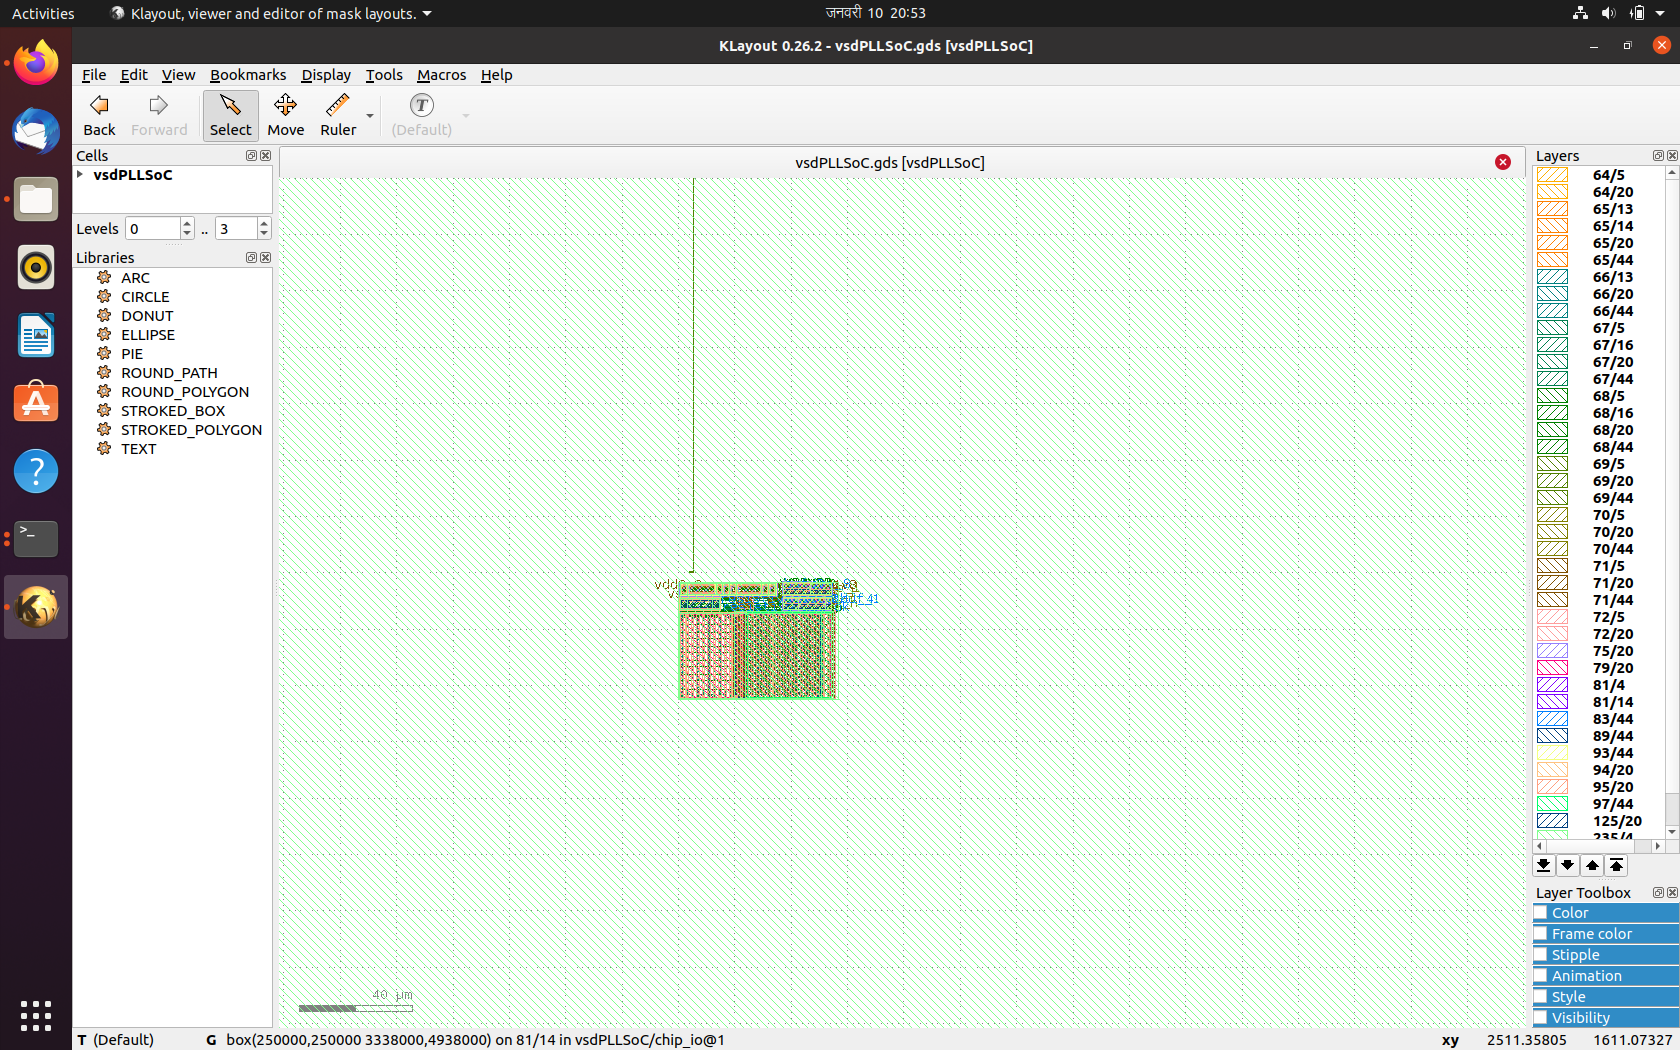 Activities
Klayout, viewer and editor of mask layouts.
जनवरी 10 20:53
KLayout 0.26.2 - vsdPLLSoC.gds [vsdPLLSoC]
File Edit View Bookmarks Display Tools Macros Help
Back Forward Select Move Ruler T (Default)
Cells
vsdPLLSoC
Levels 0 .. 3
Libraries
ARC
CIRCLE
DONUT
ELLIPSE
PIE
ROUND_PATH
ROUND_POLYGON
STROKED_BOX
STROKED_POLYGON
TEXT
vsdPLLSoC.gds [vsdPLLSoC]
40 µm
Layers
64/5
64/20
65/13
65/14
65/20
65/44
66/13
66/20
66/44
67/5
67/16
67/20
67/44
68/5
68/16
68/20
68/44
69/5
69/20
69/44
70/5
70/20
70/44
71/5
71/20
71/44
72/5
72/20
75/20
79/20
81/4
81/14
83/44
89/44
93/44
94/20
95/20
97/44
125/20
235/4
Layer Toolbox
Color
Frame color
Stipple
Animation
Style
Visibility
T (Default) G box(250000,250000 3338000,4938000) on 81/14 in vsdPLLSoC/chip_io@1 xy 2511.35805 1611.07327